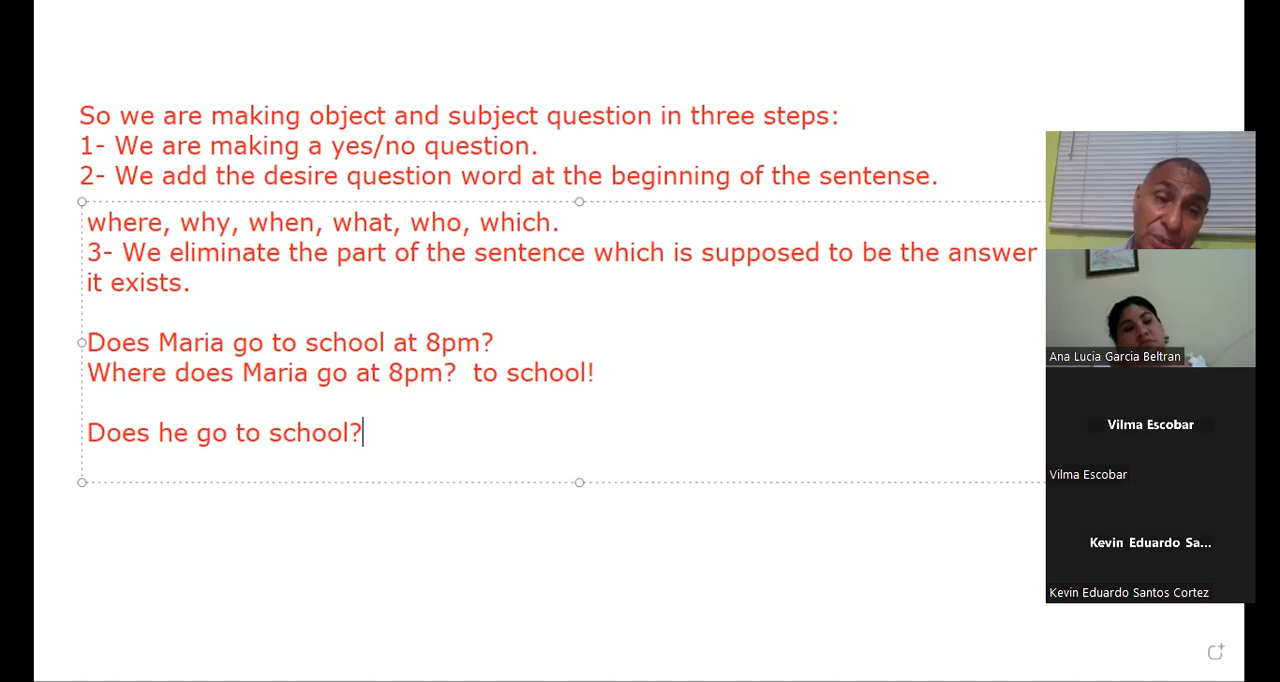 So we are making object and subject question in three steps:
1- We are making a yes/no question.
2- We add the desire question word at the beginning of the sentense.
where, why, when, what, who, which.
3- We eliminate the part of the sentence which is supposed to be the answer
it exists.
Does Maria go to school at 8pm?
Where does Maria go at 8pm?  to school!
Does he go to school?
Ana Lucia Garcia Beltran
Vilma Escobar
Vilma Escobar
Kevin Eduardo Sa...
Kevin Eduardo Santos Cortez